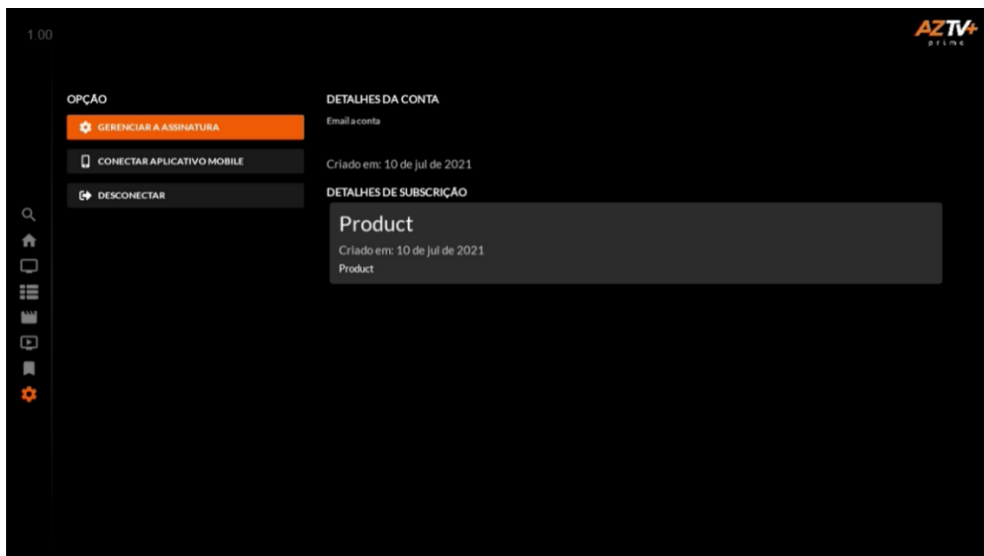 1.00
AZTV+
prime
OPÇÃO
GERENCIAR A ASSINATURA
CONECTAR APLICATIVO MOBILE
DESCONECTAR
DETALHES DA CONTA
Email a conta
Criado em: 10 de jul de 2021
DETALHES DE SUBSCRIÇÃO
Product
Criado em: 10 de jul de 2021
Product